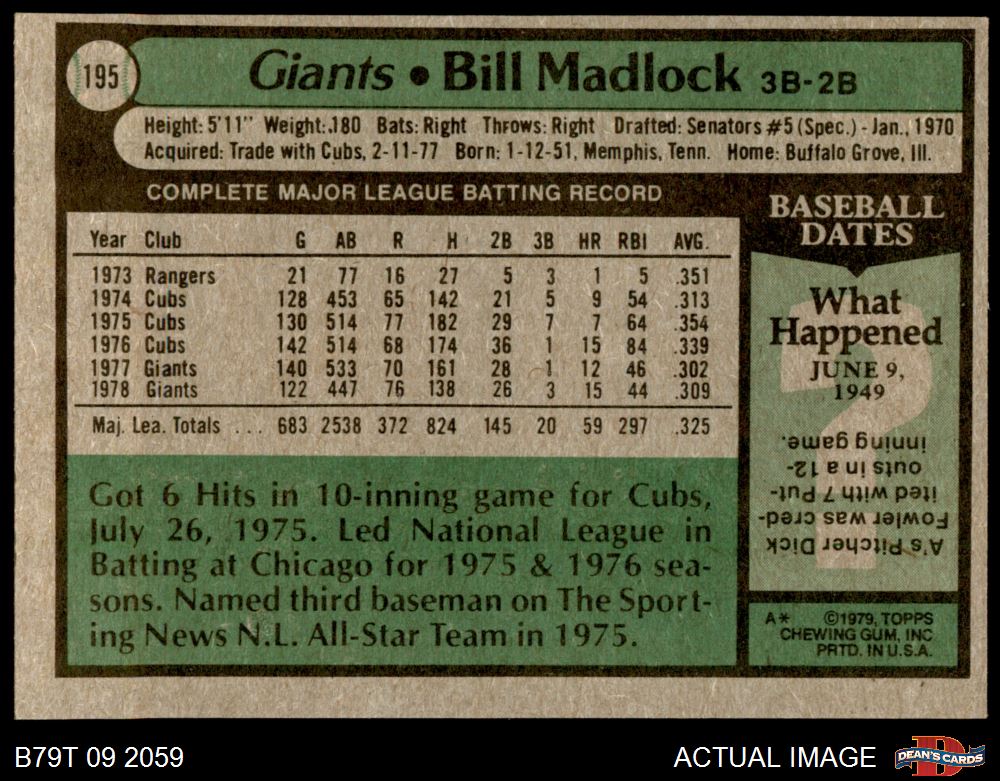 195
Giants • Bill Madlock 3B-2B
Height: 5'11" Weight: 180 Bats: Right Throws: Right Drafted: Senators #5 (Spec.) - Jan., 1970
Acquired: Trade with Cubs, 2-11-77 Born: 1-12-51, Memphis, Tenn. Home: Buffalo Grove, Ill.
COMPLETE MAJOR LEAGUE BATTING RECORD
Year Club G AB R H 2B 3B HR RBI AVG.
1973 Rangers 21 77 16 27 5 3 1 5 .351
1974 Cubs 128 453 65 142 21 5 9 54 .313
1975 Cubs 130 514 77 182 29 7 7 64 .354
1976 Cubs 142 514 68 174 36 1 15 84 .339
1977 Giants 140 533 70 161 28 1 12 46 .302
1978 Giants 122 447 76 138 26 3 15 44 .309
Maj. Lea. Totals ... 683 2538 372 824 145 20 59 297 .325
Got 6 Hits in 10-inning game for Cubs,
July 26, 1975. Led National League in
Batting at Chicago for 1975 & 1976 sea-
sons. Named third baseman on The Sport-
ing News N.L. All-Star Team in 1975.
BASEBALL
DATES
What
Happened
JUNE 9,
1949
?
A's Pitcher Dick
Fowler was cred-
ited with 7 put-
outs in a 12-
inning game.
A* ©1979, TOPPS
CHEWING GUM, INC
PRTD. IN U.S.A.
B79T 09 2059
ACTUAL IMAGE
D
DEAN'S CARDS